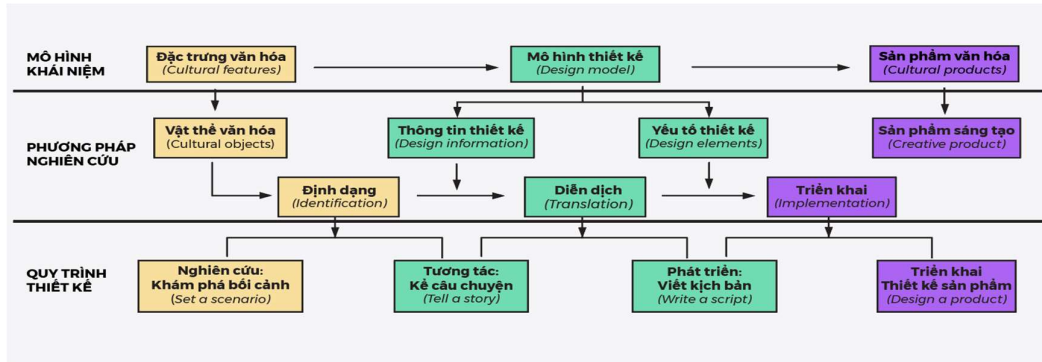 MÔ HÌNH
KHÁI NIỆM
Đặc trưng văn hóa
(Cultural features)
Mô hình thiết kế
(Design model)
Sản phẩm văn hóa
(Cultural products)
PHƯƠNG PHÁP
NGHIÊN CỨU
Vật thể văn hóa
(Cultural objects)
Thông tin thiết kế
(Design information)
Yếu tố thiết kế
(Design elements)
Sản phẩm sáng tạo
(Creative product)
Định dạng
(Identification)
Diễn dịch
(Translation)
Triển khai
(Implementation)
QUY TRÌNH
THIẾT KẾ
Nghiên cứu:
Khám phá bối cảnh
(Set a scenario)
Tương tác:
Kể câu chuyện
(Tell a story)
Phát triển:
Viết kịch bản
(Write a script)
Triển khai
Thiết kế sản phẩm
(Design a product)